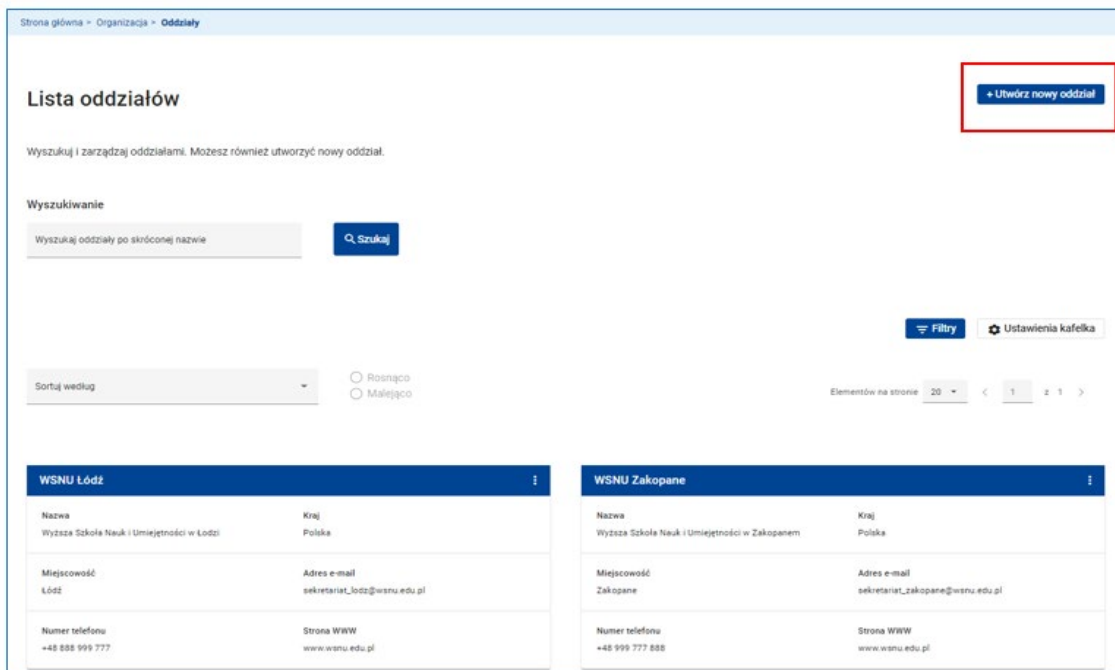 Strona główna > Organizacja > Oddziały
Lista oddziałów
+ Utwórz nowy oddział
Wyszukuj i zarządzaj oddziałami. Możesz również utworzyć nowy oddział.
Wyszukiwanie
Wyszukaj oddziały po skróconej nazwie
Szukaj
Filtry
Ustawienia kafelka
Sortuj według
Rosnąco
Malejąco
Elementów na stronie 20 < 1 z 1 >
WSNU Łódź
Nazwa
Kraj
Wyższa Szkoła Nauk i Umiejętności w Łodzi
Polska
Miejscowość
Adres e-mail
Łódź
sekretariat_lodz@wsnu.edu.pl
Numer telefonu
Strona WWW
+48 888 999 777
www.wsnu.edu.pl
WSNU Zakopane
Nazwa
Kraj
Wyższa Szkoła Nauk i Umiejętności w Zakopanem
Polska
Miejscowość
Adres e-mail
Zakopane
sekretariat_zakopane@wsnu.edu.pl
Numer telefonu
Strona WWW
+48 999 777 888
www.wsnu.edu.pl